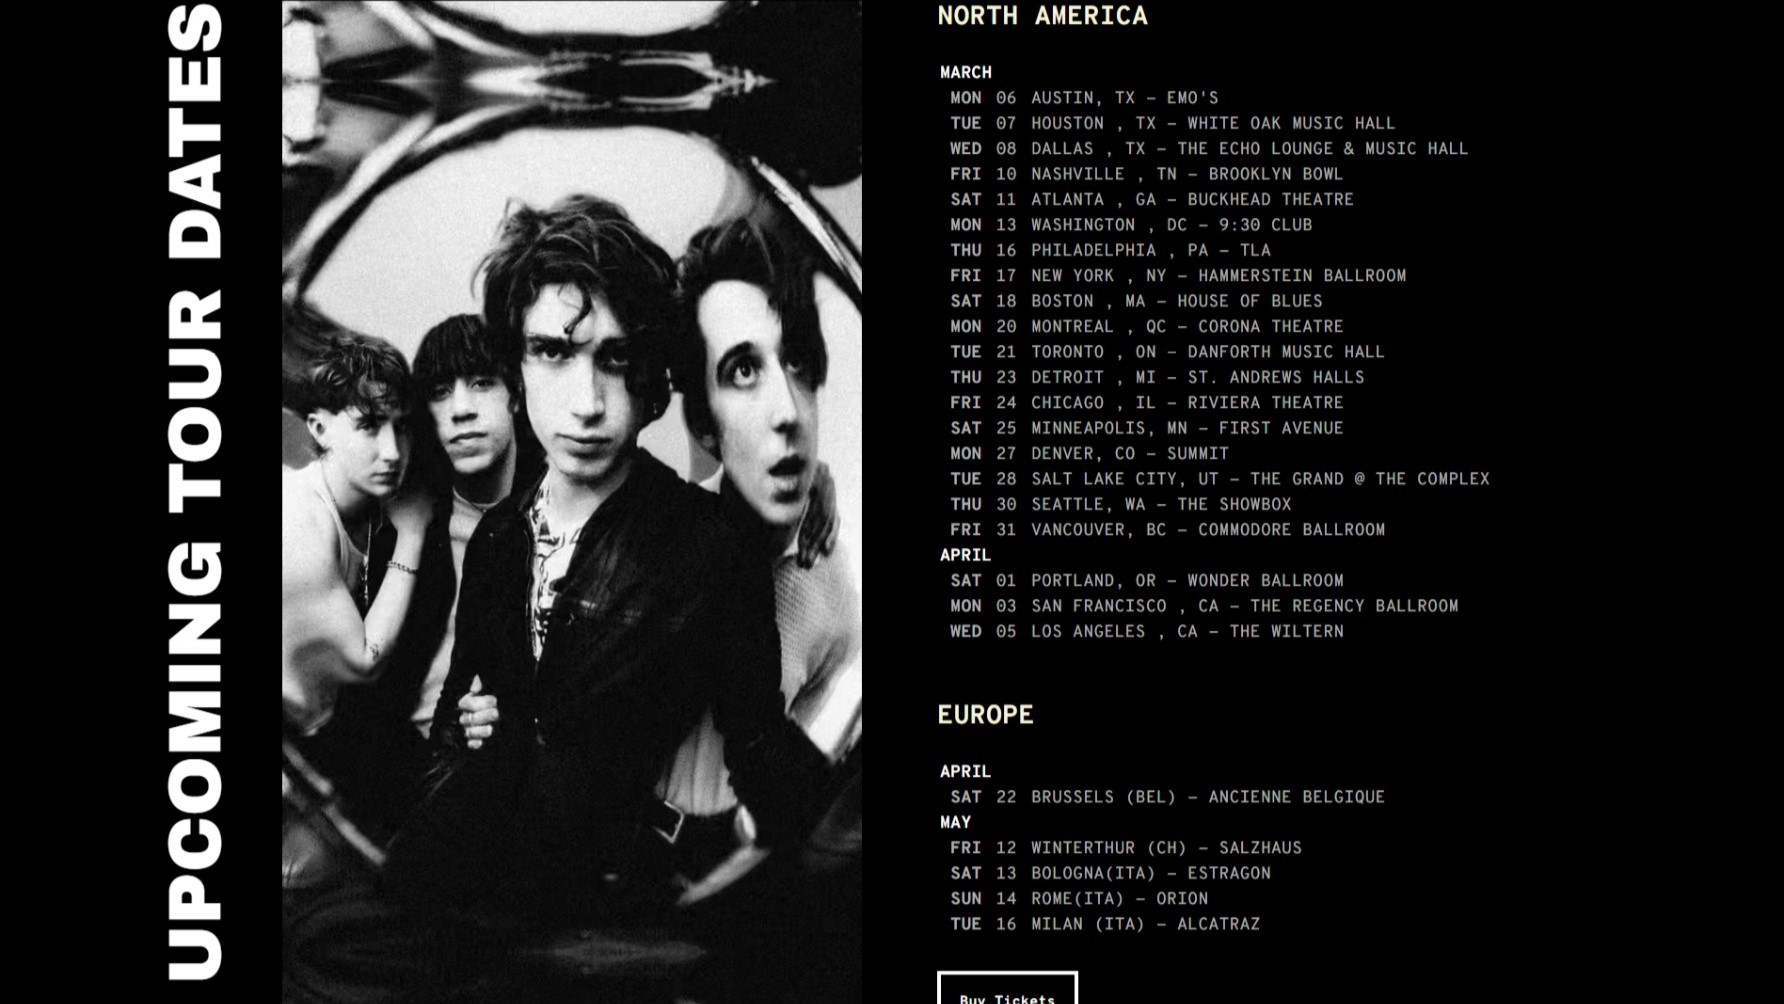 UPCOMING TOUR DATES
NORTH AMERICA
MARCH
MON 06 AUSTIN, TX – EMO'S
TUE 07 HOUSTON , TX – WHITE OAK MUSIC HALL
WED 08 DALLAS , TX – THE ECHO LOUNGE & MUSIC HALL
FRI 10 NASHVILLE , TN – BROOKLYN BOWL
SAT 11 ATLANTA , GA – BUCKHEAD THEATRE
MON 13 WASHINGTON , DC – 9:30 CLUB
THU 16 PHILADELPHIA , PA – TLA
FRI 17 NEW YORK , NY – HAMMERSTEIN BALLROOM
SAT 18 BOSTON , MA – HOUSE OF BLUES
MON 20 MONTREAL , QC – CORONA THEATRE
TUE 21 TORONTO , ON – DANFORTH MUSIC HALL
THU 23 DETROIT , MI – ST. ANDREWS HALLS
FRI 24 CHICAGO , IL – RIVIERA THEATRE
SAT 25 MINNEAPOLIS, MN – FIRST AVENUE
MON 27 DENVER, CO – SUMMIT
TUE 28 SALT LAKE CITY, UT – THE GRAND @ THE COMPLEX
THU 30 SEATTLE, WA – THE SHOWBOX
FRI 31 VANCOUVER, BC – COMMODORE BALLROOM
APRIL
SAT 01 PORTLAND, OR – WONDER BALLROOM
MON 03 SAN FRANCISCO , CA – THE REGENCY BALLROOM
WED 05 LOS ANGELES , CA – THE WILTERN
EUROPE
APRIL
SAT 22 BRUSSELS (BEL) – ANCIENNE BELGIQUE
MAY
FRI 12 WINTERTHUR (CH) – SALZHAUS
SAT 13 BOLOGNA(ITA) – ESTRAGON
SUN 14 ROME(ITA) – ORION
TUE 16 MILAN (ITA) – ALCATRAZ
Buy Tickets